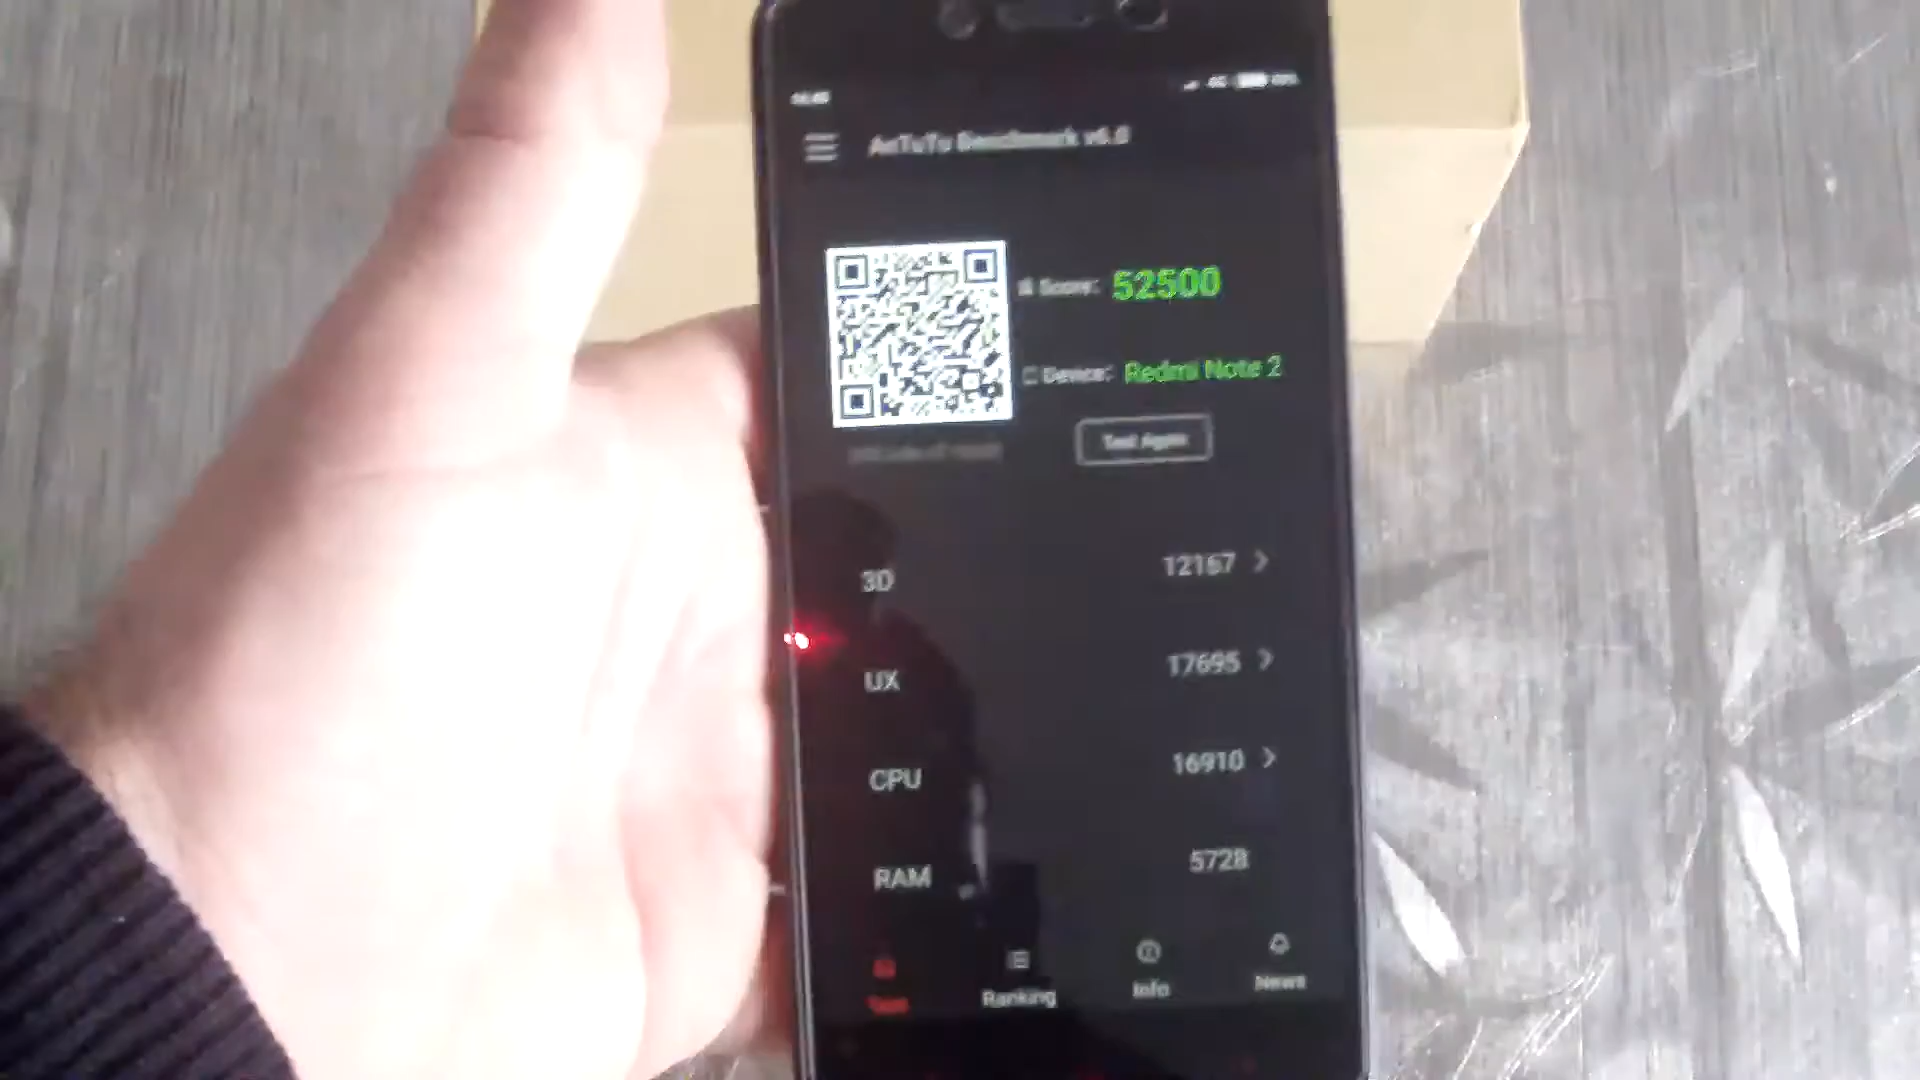 AnTuTu Benchmark v6.0
Score: 52500
Device: Redmi Note 2
Test Again
3D 12167
UX 17695
CPU 16910
RAM 5728
Test Ranking Info News